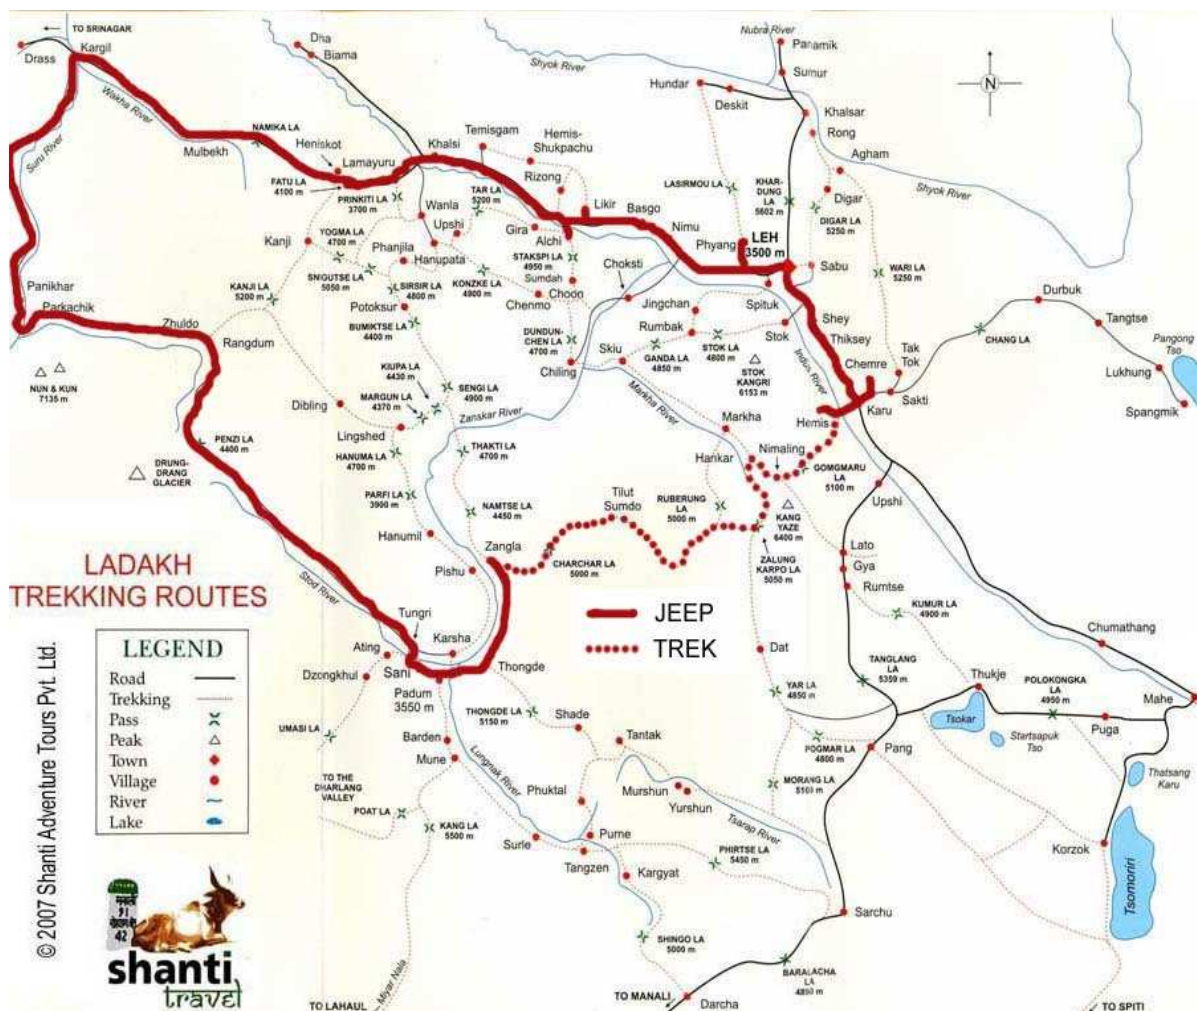 TO SRINAGAR
Drass
Kargil
Dha
Biama
Nubra River
Panamik
Sumur
Shyok River
Hundar
Deskit
Khalsar
Rong
Agham
Shyok River
N
Wakha River
Suru River
NAMIKA LA
Mulbekh
Heniskot
Lamayuru
Khalsi
Temisgam
Hemis-
Shukpachu
Rizong
FATU LA
4100 m
PRINKITI LA
3700 m
TAR LA
5200 m
Likir
Basgo
Nimu
LASIRMOU LA
KHAR-
DUNG
LA
5602 m
Digar
DIGAR LA
5250 m
Wanla
Upshi
Gira
Alchi
Phyang
LEH
3500 m
Sabu
WARI LA
5250 m
YOGMA LA
4700 m
Kanji
Phanjila
Hanupata
STAKSPI LA
4950 m
Choksti
SNIGUTSE LA
5050 m
SIRSIR LA
4800 m
KONZKE LA
4900 m
Sumdah
Choon
Chenmo
Spituk
KANJI LA
5200 m
Potoksur
Jingchan
Rumbak
Stok
Shey
Thiksey
Durbuk
Tangtse
CHANG LA
Pangong
Tso
Lukhung
Spangmik
Panikhar
Parkachik
Zhuldo
Rangdum
BUMIKTSE LA
4400 m
DUNDUN-
CHEN LA
4700 m
Skiu
Chiling
GANDA LA
4850 m
STOK LA
4800 m
STOK
KANGRI
6153 m
Indus River
Chemre
Tak
Tok
Sakti
Karu
Hemis
NUN & KUN
7135 m
KIUPA LA
4430 m
MARGUN LA
4370 m
SENGI LA
4900 m
Zanskar River
Markha River
Markha
Dibling
Lingshed
PENZI LA
4400 m
DRUNG-
DRANG
GLACIER
HANUMA LA
4700 m
THAKTI LA
4700 m
Hankar
Nimaling
GOMGMARU
LA
5100 m
Upshi
PARFI LA
3900 m
NAMTSE LA
4450 m
Tilut
Sumdo
RUBERUNG
LA
5000 m
KANG
YAZE
6400 m
Hanumil
Zangla
CHARCHAR LA
5000 m
ZALUNG
KARPO LA
5050 m
Lato
Gya
Rumtse
LADAKH
TREKKING ROUTES
Stod River
Pishu
KUMUR LA
4900 m
JEEP
TREK
Chumathang
LEGEND
Road
Trekking
Pass
Peak
Town
Village
River
Lake
Tungri
Ating
Karsha
Sani
Dzongkhul
Padum
3550 m
Thongde
Dat
TANGLANG
LA
5359 m
Thukje
POLOKONGKA
LA
4950 m
Mahe
YAR LA
4850 m
Tsokar
Startsapuk
Tso
Puga
UMASI LA
THONGDE LA
5150 m
Shade
Tantak
Barden
Mune
Lungnak River
POGMAR LA
4800 m
Pang
TO THE
DHARLANG
VALLEY
POAT LA
KANG LA
5500 m
Phuktal
Murshun
Yurshun
MORANG LA
Thatsang
Karu
Tsarap River
Surle
Purne
Tangzen
Kargyat
PHIRTSE LA
5450 m
Korzok
Tsomoriri
Sarchu
SHINGO LA
5000 m
BARALACHA
LA
4850 m
Miyar Nala
TO LAHAUL
TO MANALI
Darcha
TO SPITI
© 2007 Shanti Adventure Tours Pvt. Ltd.
42
shanti
travel